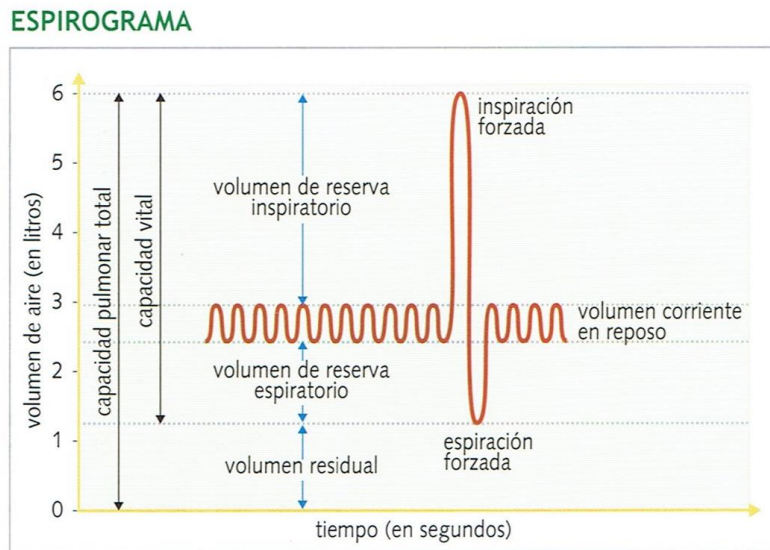 ESPIROGRAMA
volumen de aire (en litros)
6
5
4
3
2
1
0
capacidad pulmonar total
capacidad vital
volumen de reserva
inspiratorio
inspiración
forzada
volumen corriente
en reposo
volumen de reserva
espiratorio
espiración
forzada
volumen residual
tiempo (en segundos)